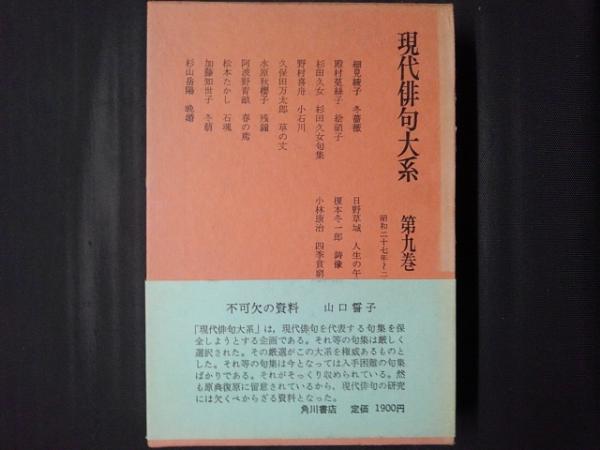 現代俳句大系 第九巻
昭和二十七年~二
細見綾子 冬薔薇
殿村菟絲子 絵硝子
杉田久女 杉田久女句集
野村喜舟 小石川
久保田万太郎 草の丈
水原秋櫻子 残鐘
阿波野青畝 春の鳶
松本たかし 石魂
加藤知世子 冬萌
杉山岳陽 晩婚
日野草城 人生の午
榎本冬一郎 鋳像
小林康治 四季貧窮
不可欠の資料 山口誓子
「現代俳句大系」は,現代俳句を代表する句集を保
全しようとする企画である。それ等の句集は厳しく
選択された。その厳選がこの大系を権威あるものと
した。それ等の句集は今となっては入手困難の句集
ばかりである。それがそっくり収められている。然
も原典復原に留意されているから,現代俳句の研究
には欠くべからざる資料となった。
角川書店 定価 1900円